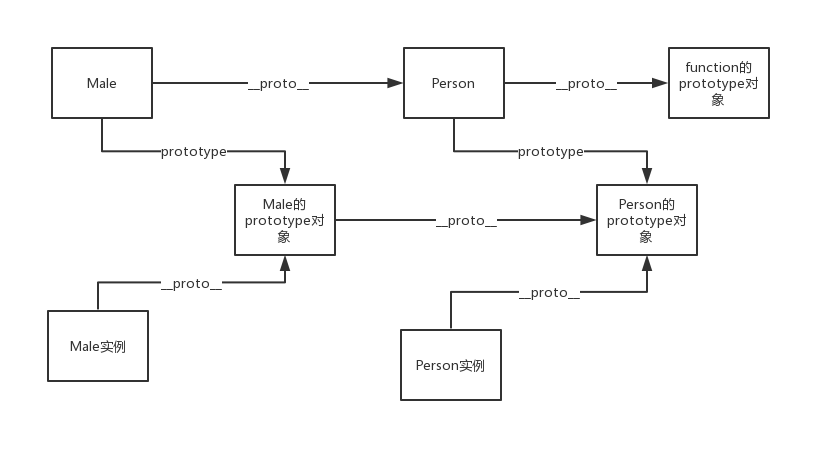 Male
__proto__
Person
__proto__
function的
prototype对
象
prototype
prototype
Male的
prototype对
象
__proto__
Person的
prototype对
象
__proto__
__proto__
Male实例
Person实例